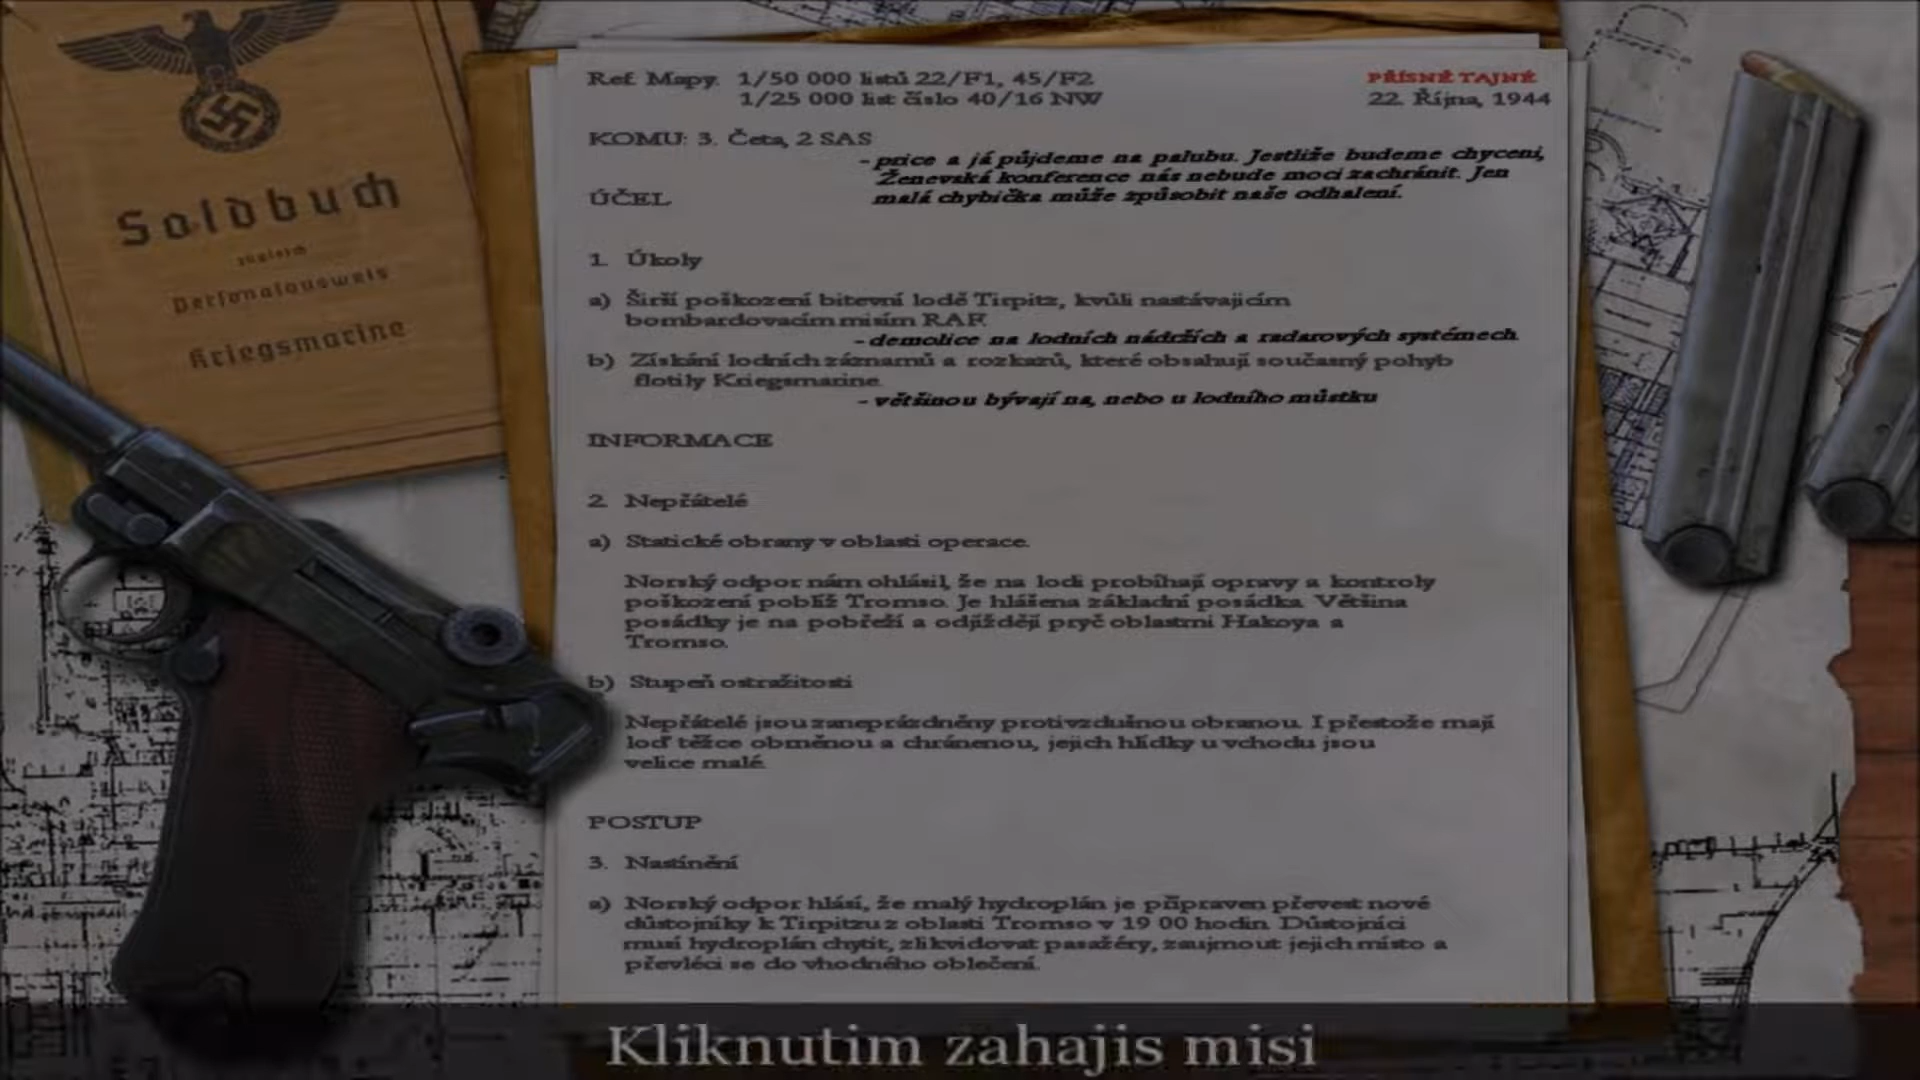 Soldbuch
zugleich
Personalausweis
Kriegsmarine
Ref. Mapy. 1/50 000 listů 22/F1, 45/F2
1/25 000 list číslo 40/16 NW
PŘÍSNĚ TAJNÉ
22. Října, 1944
KOMU: 3. Četa, 2 SAS
- price a já půjdeme na palubu. Jestliže budeme chyceni,
Ženevská konference nás nebude moci zachránit. Jen
malá chybička může způsobit naše odhalení.
ÚČEL
1. Úkoly
a) Širší poškození bitevní lodě Tirpitz, kvůli nastávajicím
bombardovacím misím RAF.
- demolice na lodních nádržích a radarových systémech
b) Získání lodních záznamů a rozkazů, které obsahují současný pohyb
flotily Kriegsmarine.
- většinou bývají na, nebo u lodního můstku
INFORMACE
2. Nepřátelé
a) Statické obrany v oblasti operace.
Norský odpor nám ohlásil, že na lodi probíhají opravy a kontroly
poškození poblíž Tromso. Je hlášena základní posádka. Většina
posádky je na pobřeží a odjíždějí pryč oblastmi Hakoya a
Tromso.
b) Stupeň ostražitosti
Nepřátelé jsou zaneprázdněny protivzdušnou obranou. I přestože mají
loď těžce obrněnou a chránenou, jejich hlídky u vchodu jsou
velice malé.
POSTUP
3. Nastínění
a) Norský odpor hlásí, že malý hydroplán je připraven převest nové
důstojníky k Tirpitzu z oblasti Tromso v 19 00 hodin. Důstojníci
musí hydroplán chytit, zlikvidovat pasažéry, zaujmout jejich místo a
převléci se do vhodného oblečení.
Kliknutim zahajis misi